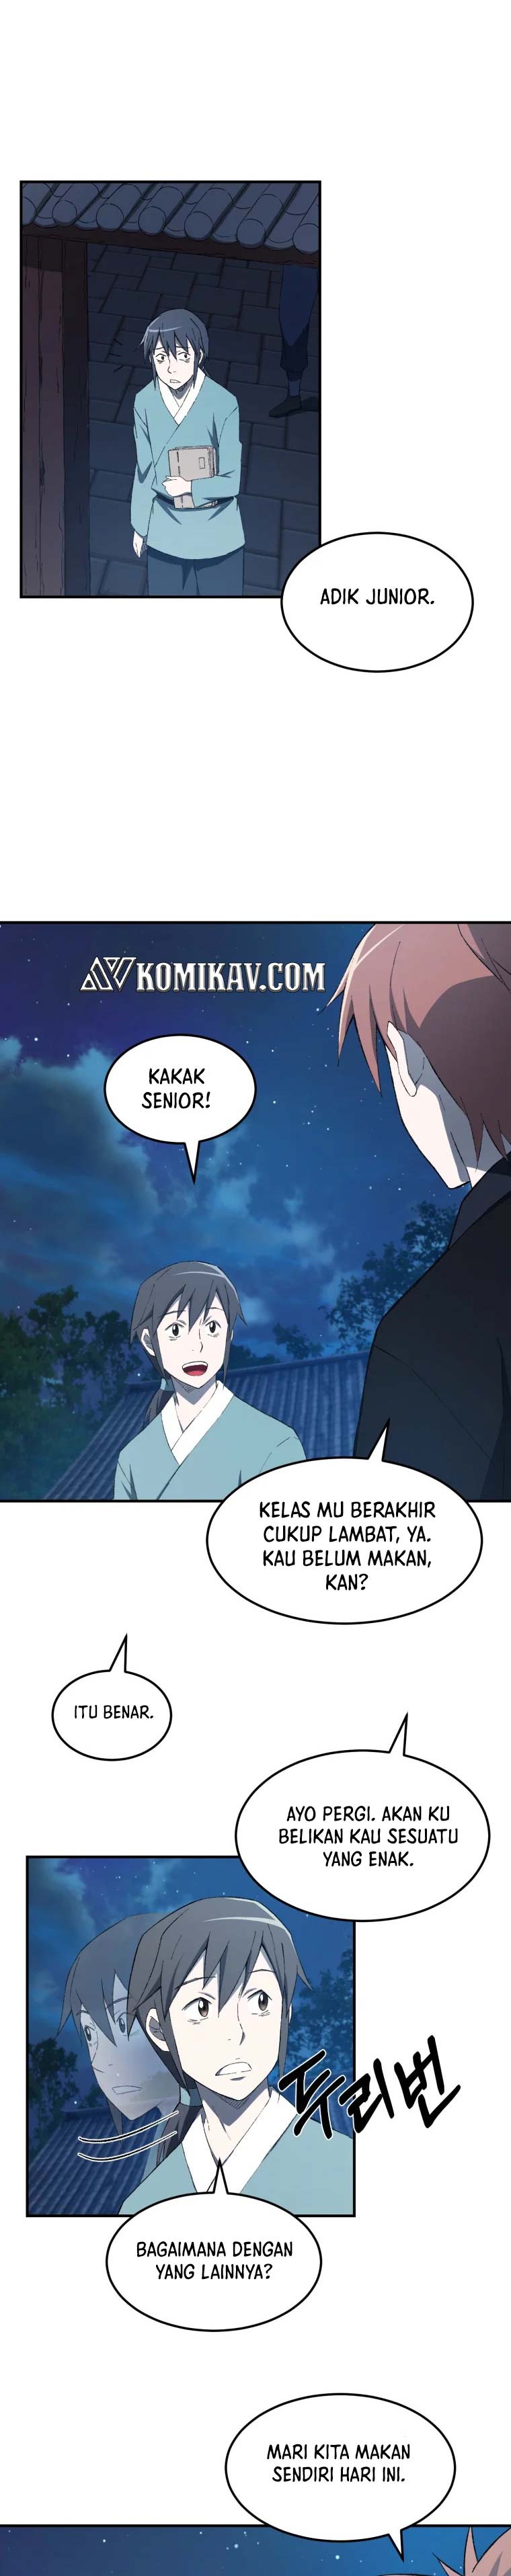 ADIK JUNIOR.
KOMIKAV.COM
KAKAK
SENIOR!
KELAS MU BERAKHIR
CUKUP LAMBAT, YA.
KAU BELUM MAKAN,
KAN?
ITU BENAR.
AYO PERGI. AKAN KU
BELIKAN KAU SESUATU
YANG ENAK.
두리번
BAGAIMANA DENGAN
YANG LAINNYA?
MARI KITA MAKAN
SENDIRI HARI INI.